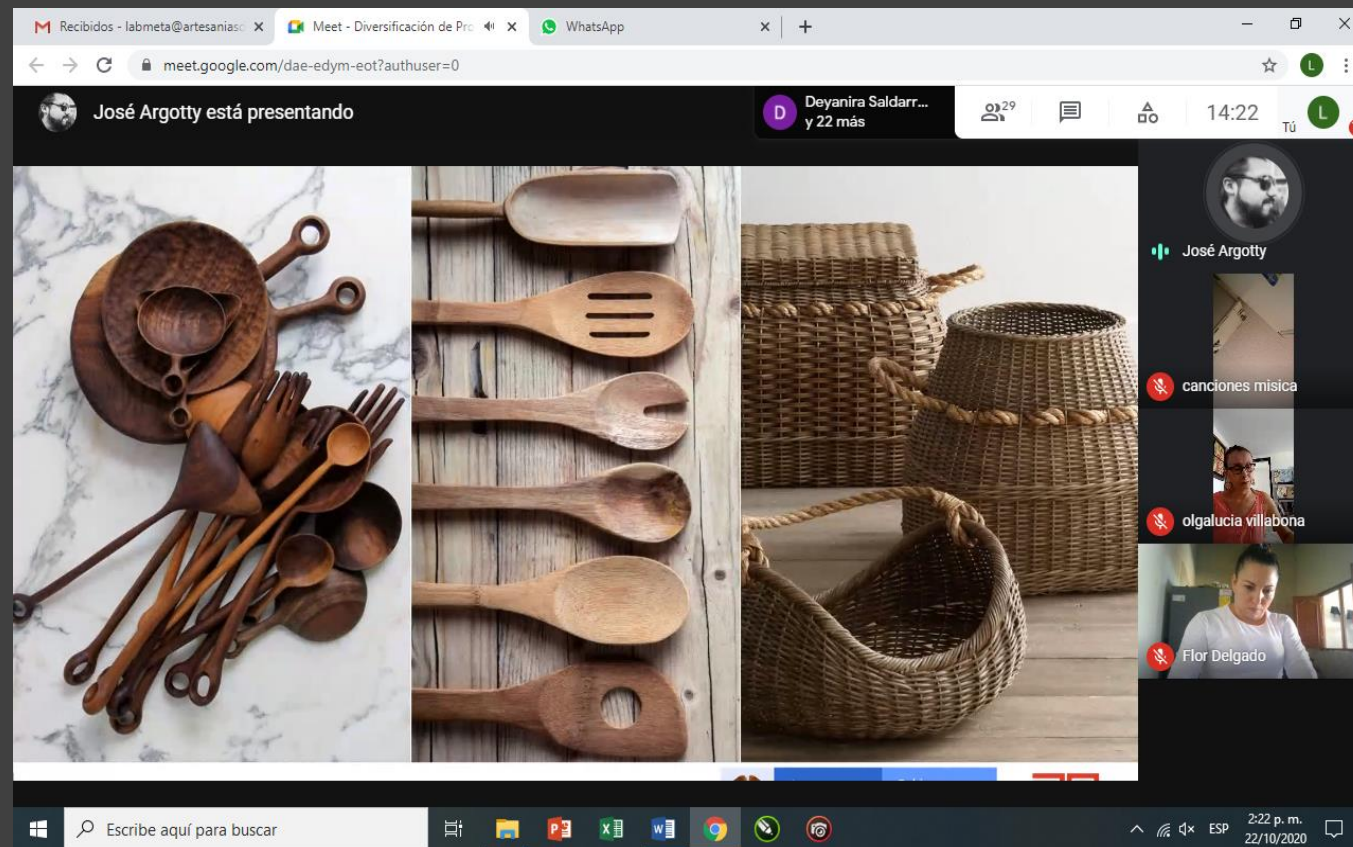 Recibidos - labmeta@artesanias
Meet - Diversificación de Pro
WhatsApp
meet.google.com/dae-edym-eot?authuser=0
L
José Argotty está presentando
D
Deyanira Saldarr...
y 22 más
29
14:22
Tú
L
José Argotty
canciones misica
olgalucia villabona
Flor Delgado
Escribe aquí para buscar
ESP
2:22 p. m.
22/10/2020